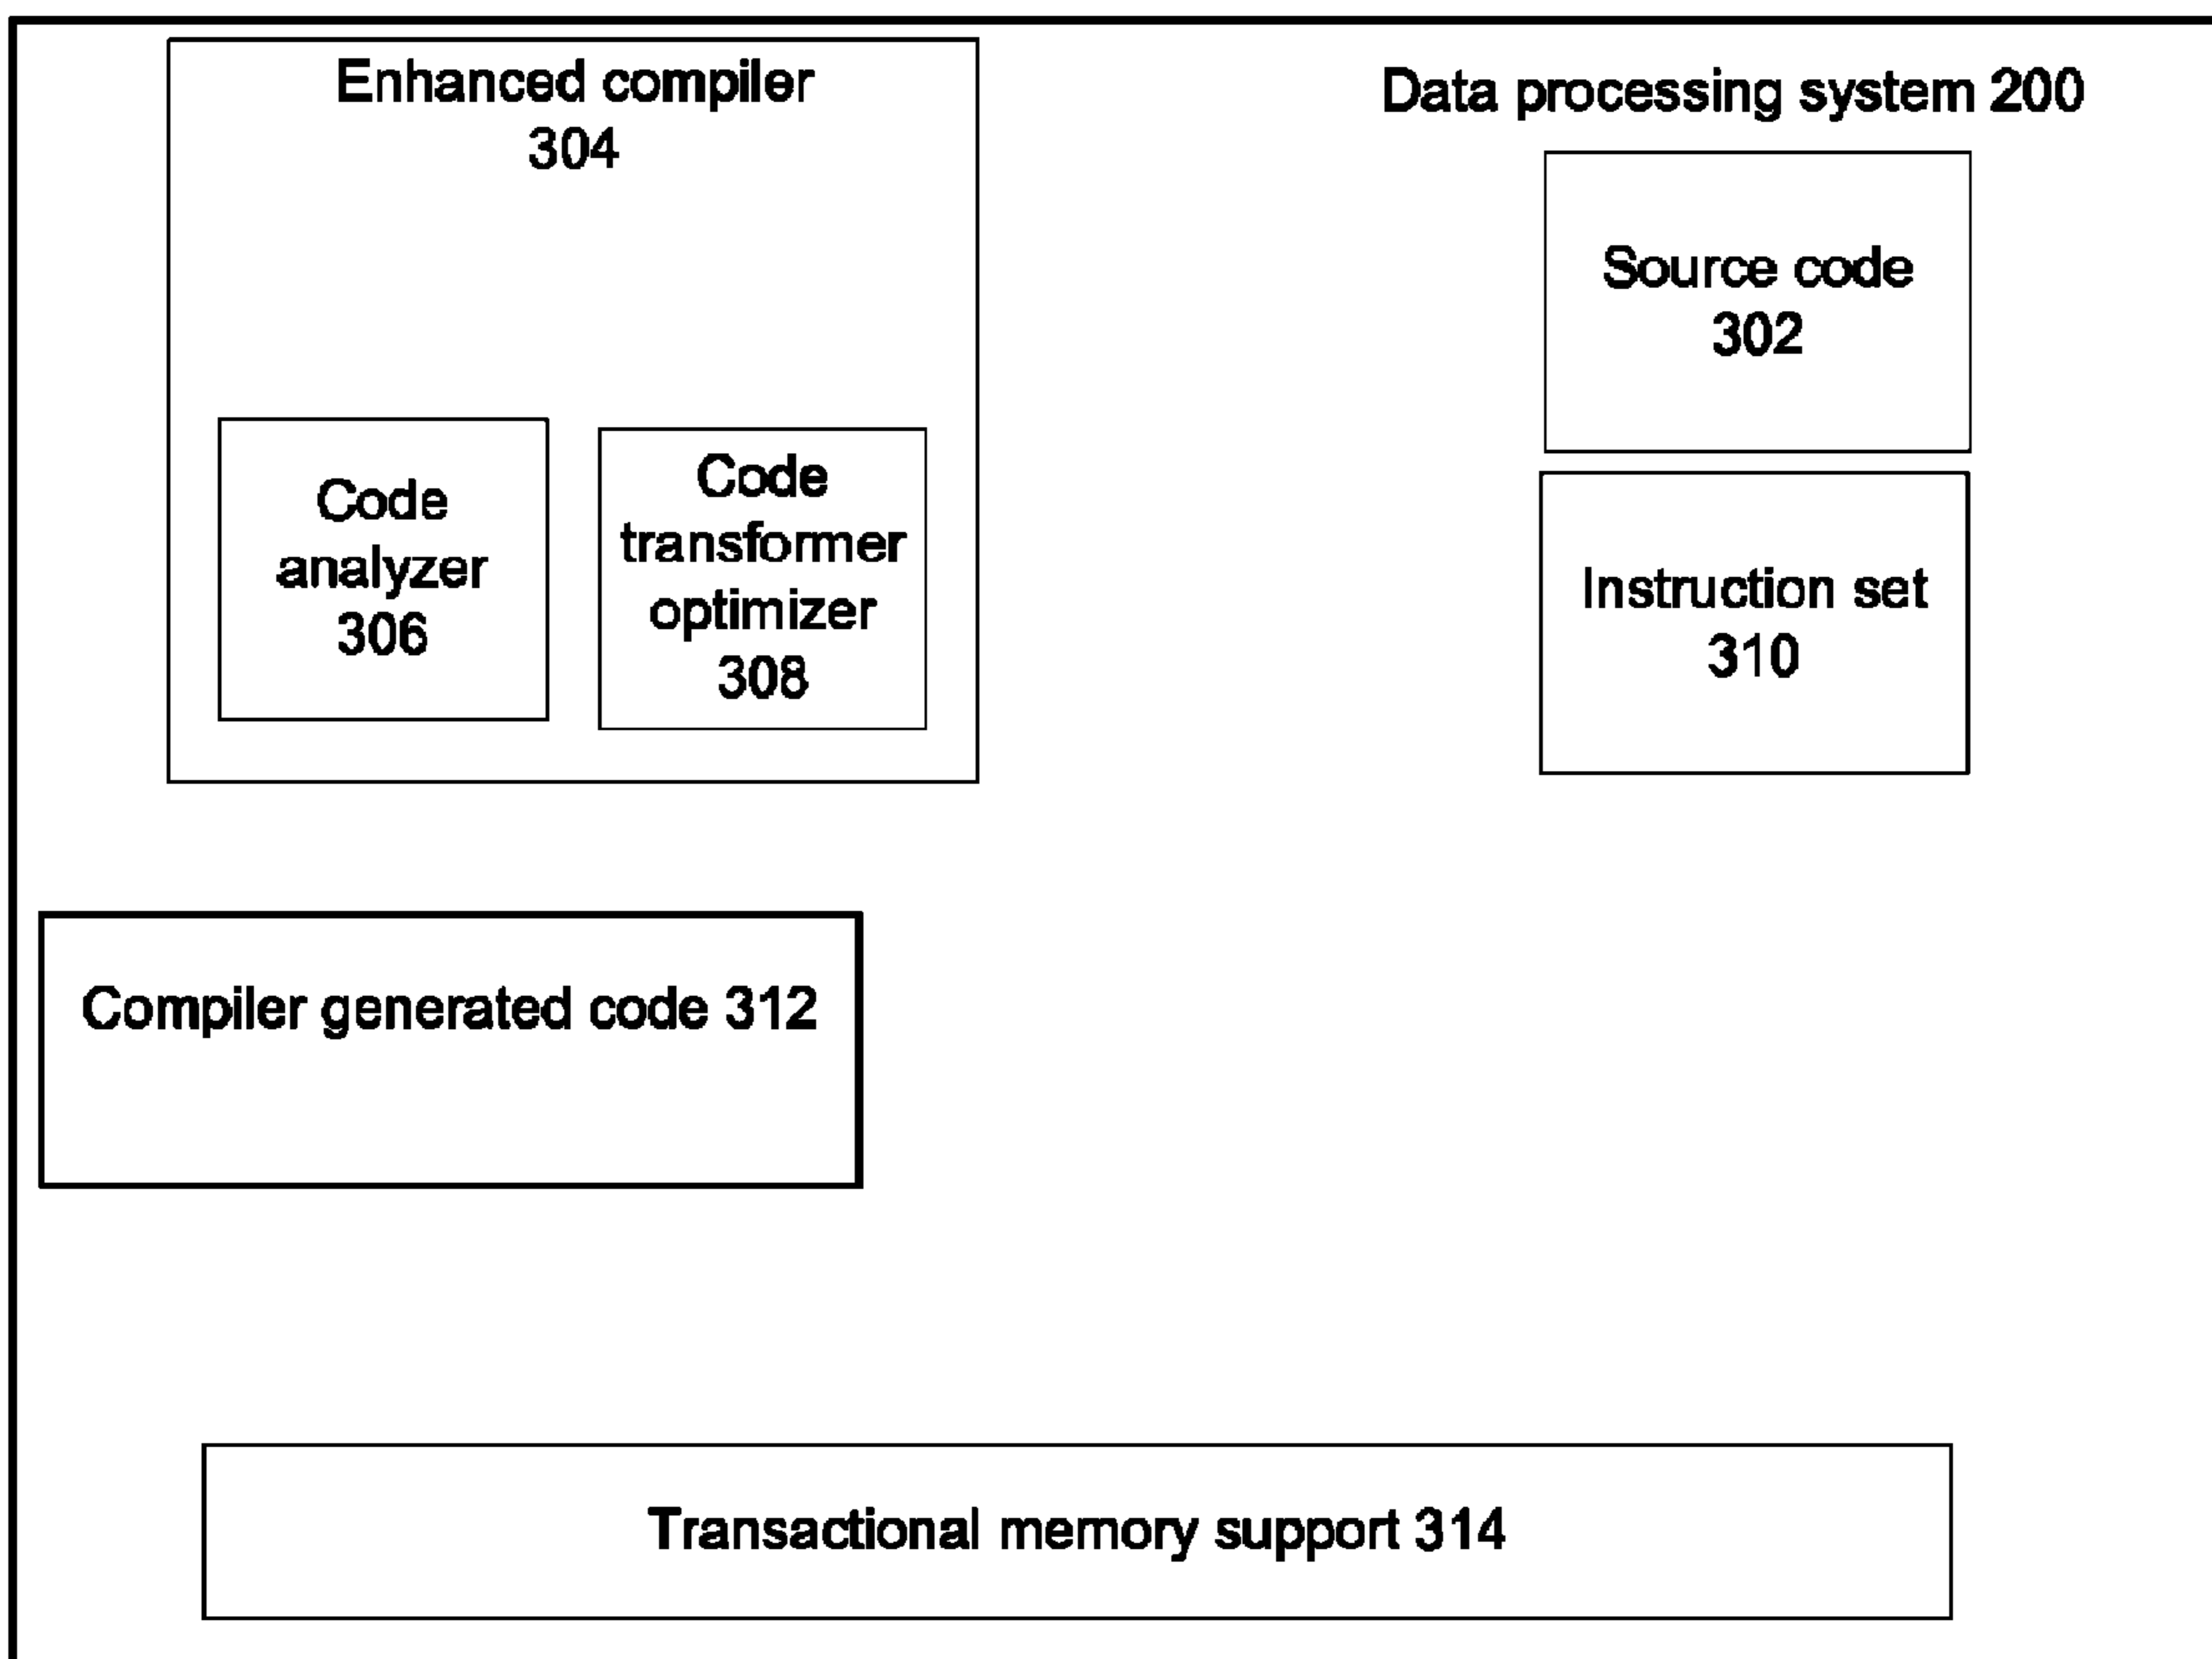 Enhanced compiler
304
Data processing system 200
Source code
302
Code
analyzer
306
Code
transformer
optimizer
308
Instruction set
310
Compiler generated code 312
Transactional memory support 314